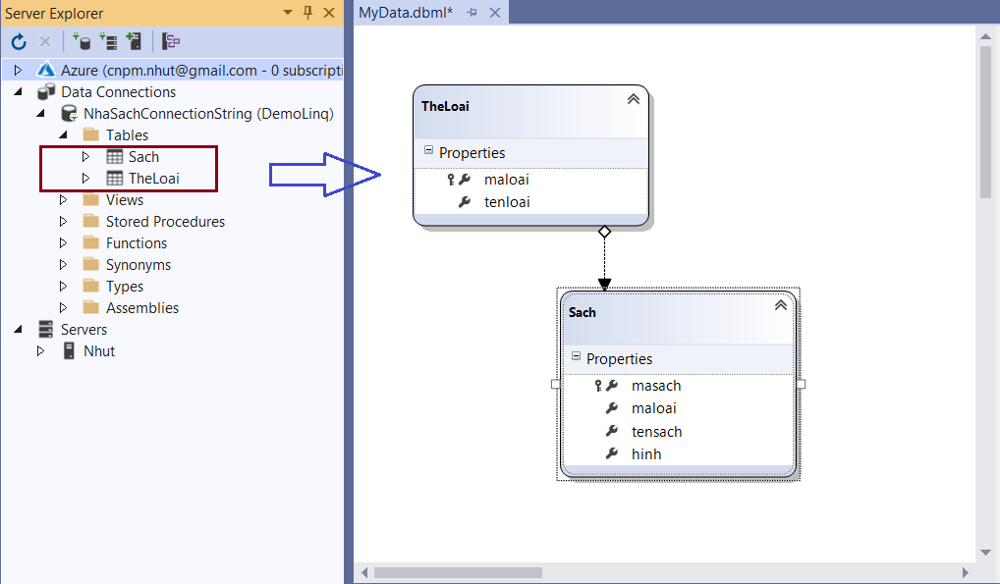 Server Explorer
Azure (cnpm.nhut@gmail.com - 0 subscripti
Data Connections
NhaSachConnectionString (DemoLinq)
Tables
Sach
TheLoai
Views
Stored Procedures
Functions
Synonyms
Types
Assemblies
Servers
Nhut
MyData.dbml*
TheLoai
Properties
maloai
tenloai
Sach
Properties
masach
maloai
tensach
hinh